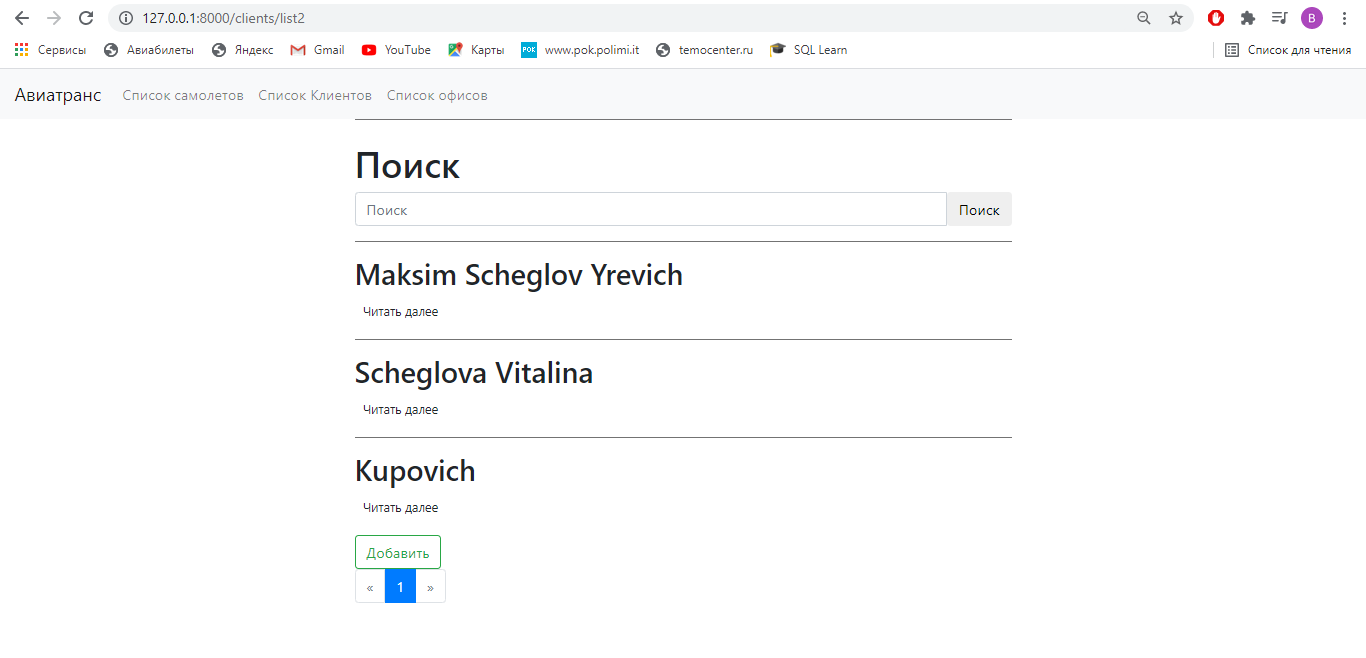 127.0.0.1:8000/clients/list2
B
Сервисы Авиабилеты Яндекс Gmail YouTube Карты POK www.pok.polimi.it temocenter.ru SQL Learn Список для чтения
Авиатранс Список самолетов Список Клиентов Список офисов
Поиск
Поиск Поиск
Maksim Scheglov Yrevich
Читать далее
Scheglova Vitalina
Читать далее
Kupovich
Читать далее
Добавить
« 1 »